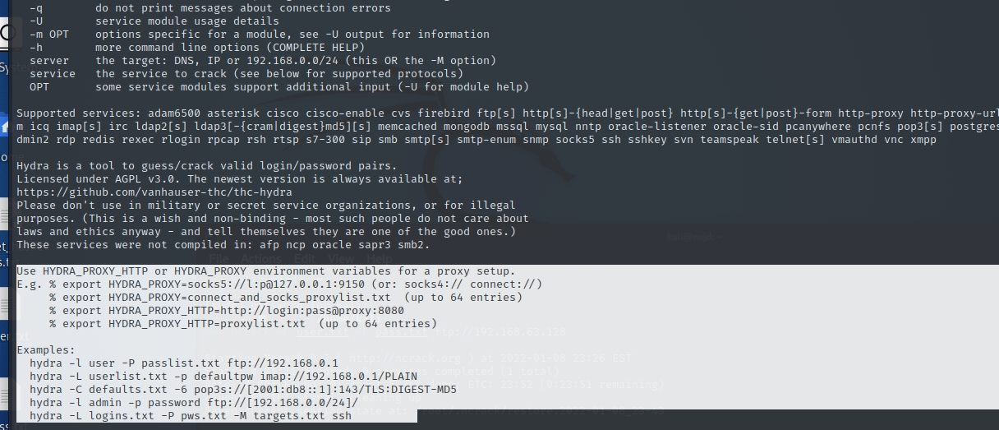 -q        do not print messages about connection errors
-U        service module usage details
-m OPT    options specific for a module, see -U output for information
-h        more command line options (COMPLETE HELP)
server    the target: DNS, IP or 192.168.0.0/24 (this OR the -M option)
service   the service to crack (see below for supported protocols)
OPT       some service modules support additional input (-U for module help)
Supported services: adam6500 asterisk cisco cisco-enable cvs firebird ftp[s] http[s]-{head|get|post} http[s]-{get|post}-form http-proxy http-proxy-url
m icq imap[s] irc ldap2[s] ldap3[-{cram|digest}md5][s] memcached mongodb mssql mysql nntp oracle-listener oracle-sid pcanywhere pcnfs pop3[s] postgres
dmin2 rdp redis rexec rlogin rpcap rsh rtsp s7-300 sip smb smtp[s] smtp-enum snmp socks5 ssh sshkey svn teamspeak telnet[s] vmauthd vnc xmpp
Hydra is a tool to guess/crack valid login/password pairs.
Licensed under AGPL v3.0. The newest version is always available at;
https://github.com/vanhauser-thc/thc-hydra
Please don't use in military or secret service organizations, or for illegal
purposes. (This is a wish and non-binding - most such people do not care about
laws and ethics anyway - and tell themselves they are one of the good ones.)
These services were not compiled in: afp ncp oracle sapr3 smb2.
File Actions Edit View Help
Use HYDRA_PROXY_HTTP or HYDRA_PROXY environment variables for a proxy setup.
E.g. % export HYDRA_PROXY=socks5://l:p@127.0.0.1:9150 (or: socks4:// connect://)
% export HYDRA_PROXY=connect_and_socks_proxylist.txt  (up to 64 entries)
% export HYDRA_PROXY_HTTP=http://login:pass@proxy:8080
% export HYDRA_PROXY_HTTP=proxylist.txt  (up to 64 entries)
Examples:
hydra -l user -P passlist.txt ftp://192.168.0.1
hydra -L userlist.txt -p defaultpw imap://192.168.0.1/PLAIN
hydra -C defaults.txt -6 pop3s://[2001:db8::1]:143/TLS:DIGEST-MD5
hydra -l admin -p password ftp://[192.168.0.0/24]/
hydra -L logins.txt -P pws.txt -M targets.txt ssh